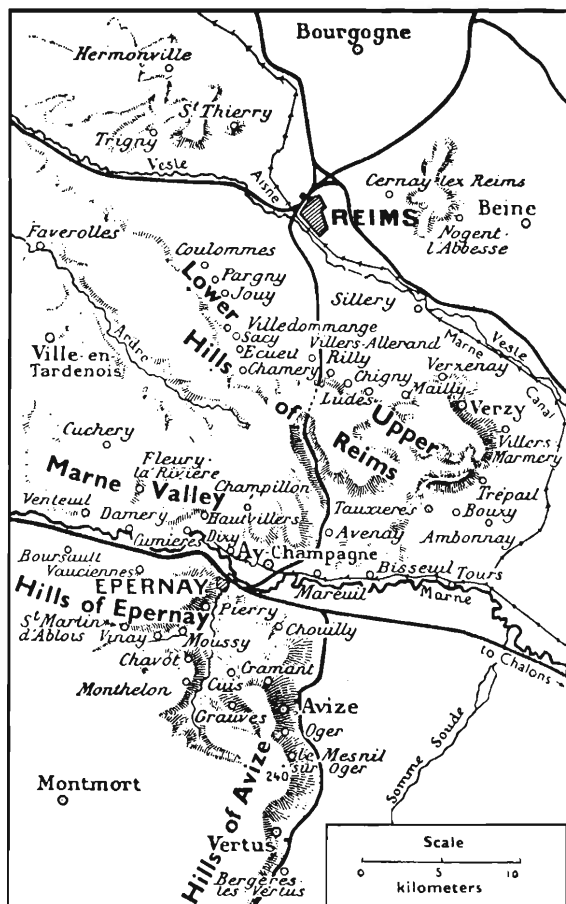 Bourgogne
Hermonville
St Thierry
Trigny
Vesle
Aisne
Cernay-lex Reims
REIMS
Beine
Nogent-
l'Abbesse
Faverolles
Coulommes
Pargny
Jouy
Lower
Sillery
Villedommange
Sacy
Ecueil
Chamery
Villers-Allerand
Rilly
Marne
Vesle
Canal
Ardre
Ville-en-
Tardenois
Hills
Chigny
Verxenay
Mailly
Ludes
Verzy
of
Upper
Reims
Villers
Marmery
Cuchery
Fleury-
la Rivière
Marne Valley
Champillon
Trépail
Venteuil
Damery
Hautvillers
Tauxières
Bouxy
Cumières
Dixy
Avenay
Ambonnay
Boursault
Ay-Champagne
Vauciennes
Bisseuil
Tours
EPERNAY
Mareuil
Marne
Hills of Epernay
Pierry
St Martin
d'Ablois
Vinay
Moussy
Chouilly
to Chalons
Chavot
Cramant
Monthelon
Cuis
Grauves
Avize
Oger
le Mesnil
sur Oger
240
Somme Soude
Montmort
Hills of Avize
Vertus
Bergères
les Vertus
Scale
0 5 10
kilometers